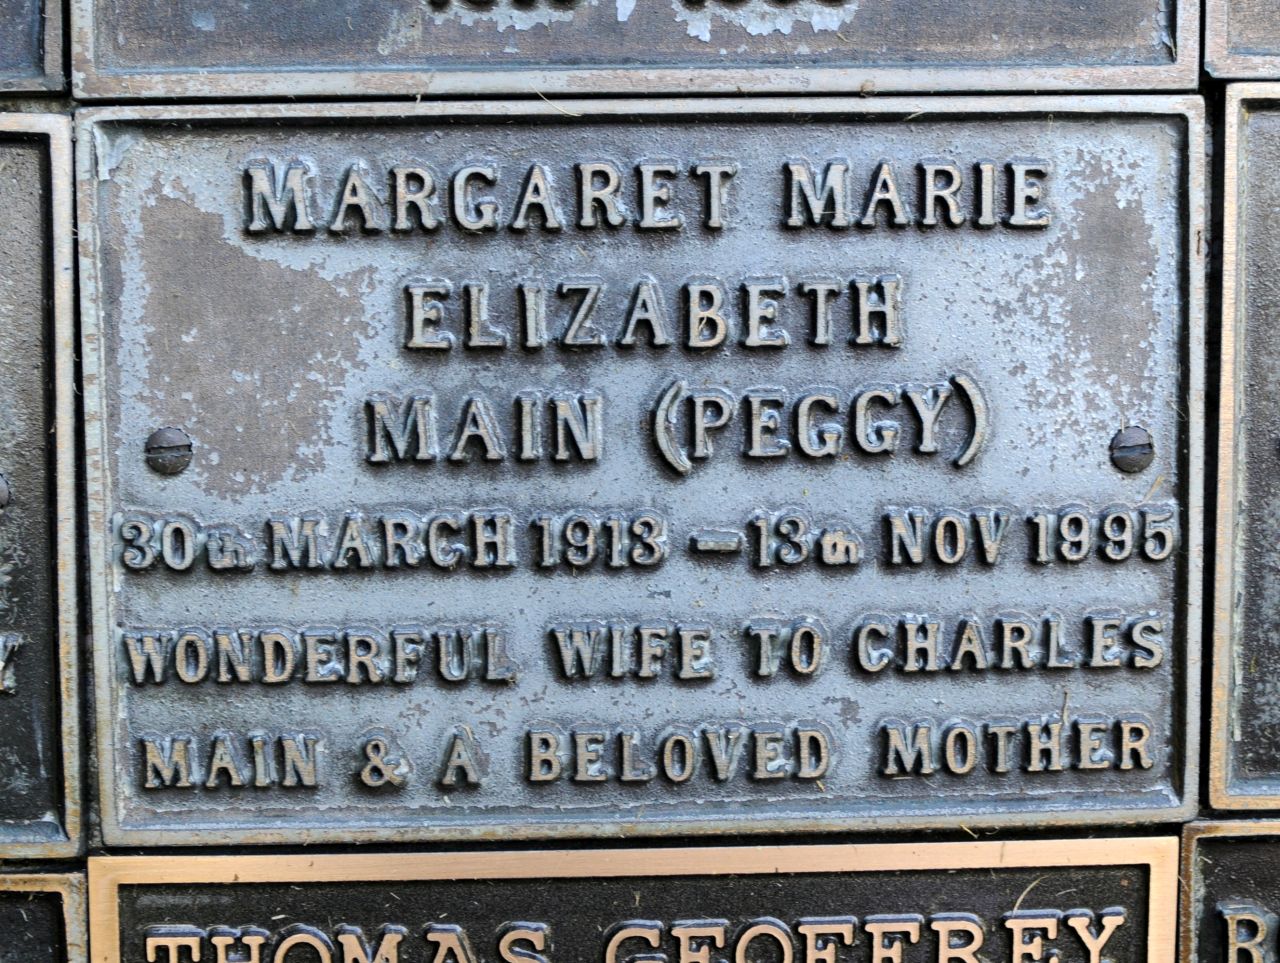 MARGARET MARIE
ELIZABETH
MAIN (PEGGY)
30th MARCH 1913 - 13th NOV 1995
WONDERFUL WIFE TO CHARLES
MAIN & A BELOVED MOTHER
THOMAS GEOFFREY